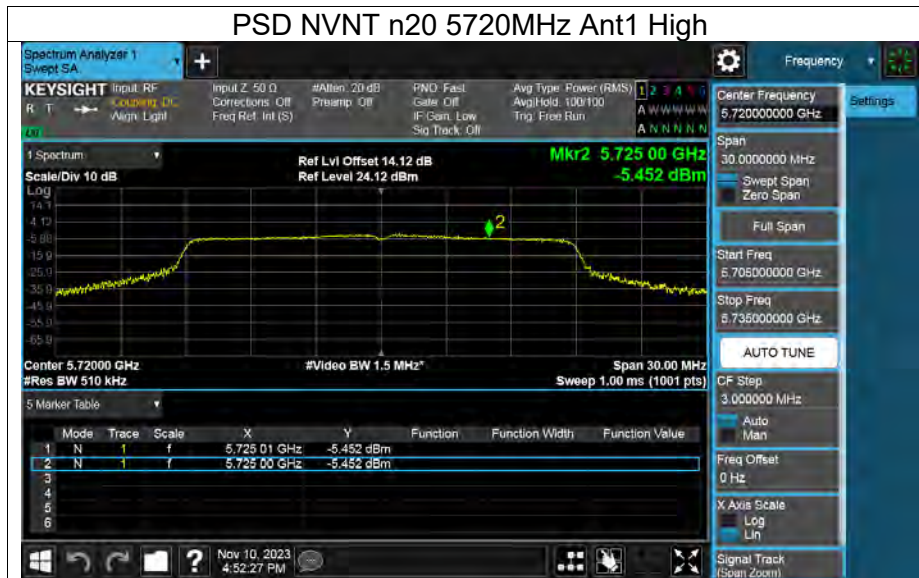 PSD NVNT n20 5720MHz Ant1 High
Spectrum Analyzer 1
Swept SA
+
Frequency
KEYSIGHT Input: RF
R T Coupling: DC
Align: Light
Input Z: 50 Ω
Corrections: Off
Freq Ref: Int (S)
#Atten: 20 dB
Preamp: Off
PNO: Fast
Gate: Off
IF Gain: Low
Sig Track: Off
Avg Type: Power (RMS)
Avg|Hold: 100/100
Trig: Free Run
1 2 3 4 5 6
A W W W W W
A N N N N N
Center Frequency
5.720000000 GHz
Settings
Span
30.0000000 MHz
Swept Span
Zero Span
Full Span
Start Freq
5.705000000 GHz
Stop Freq
5.735000000 GHz
AUTO TUNE
CF Step
3.000000 MHz
Auto
Man
Freq Offset
0 Hz
X Axis Scale
Log
Lin
Signal Track
(Span Zoom)
1 Spectrum
Scale/Div 10 dB
Ref Lvl Offset 14.12 dB
Ref Level 24.12 dBm
Mkr2 5.725 00 GHz
-5.452 dBm
Log
14.1
4.12
-5.88
-15.9
-25.9
-35.9
-45.9
-55.9
-65.9
2
Center 5.72000 GHz
#Res BW 510 kHz
#Video BW 1.5 MHz*
Span 30.00 MHz
Sweep 1.00 ms (1001 pts)
5 Marker Table
Mode Trace Scale X Y Function Function Width Function Value
1 N 1 f 5.725 01 GHz -5.452 dBm
2 N 1 f 5.725 00 GHz -5.452 dBm
3
4
5
6
? Nov 10, 2023
4:52:27 PM